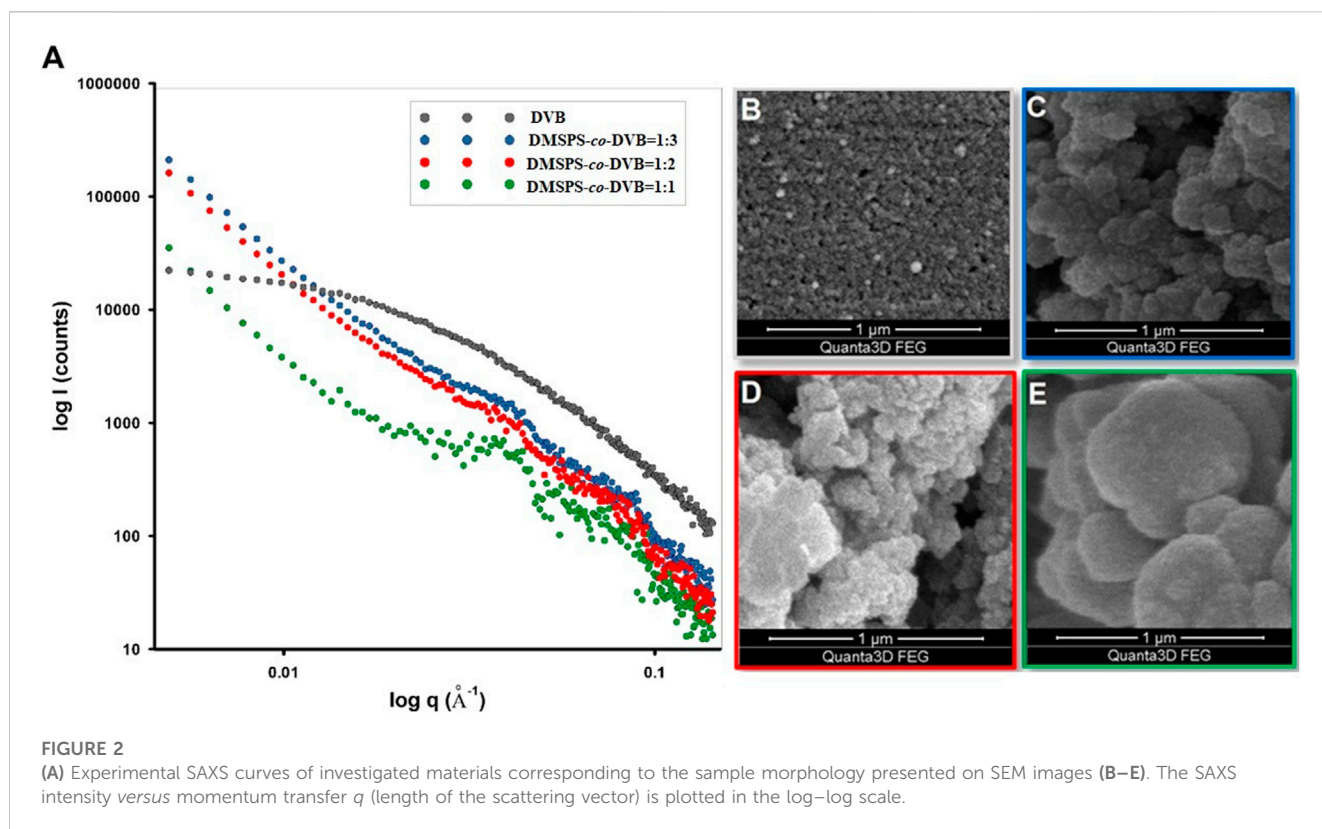 A
1000000
100000
10000
1000
100
10
log I (counts)
0.01
0.1
log q (Å-1)
DVB
DMSPS-co-DVB=1:3
DMSPS-co-DVB=1:2
DMSPS-co-DVB=1:1
B
1 µm
Quanta3D FEG
C
1 µm
Quanta3D FEG
D
1 µm
Quanta3D FEG
E
1 µm
Quanta3D FEG
FIGURE 2
(A) Experimental SAXS curves of investigated materials corresponding to the sample morphology presented on SEM images (B–E). The SAXS
intensity versus momentum transfer q (length of the scattering vector) is plotted in the log–log scale.